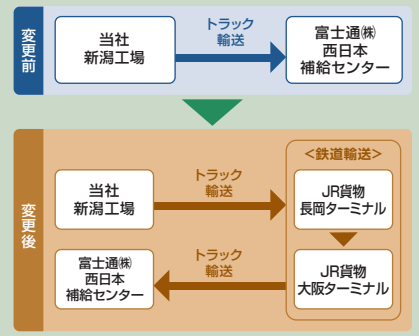 変更前
当社
新潟工場
トラック
輸送
富士通㈱
西日本
補給センター
変更後
<鉄道輸送>
当社
新潟工場
トラック
輸送
JR貨物
長岡ターミナル
富士通㈱
西日本
補給センター
トラック
輸送
JR貨物
大阪ターミナル